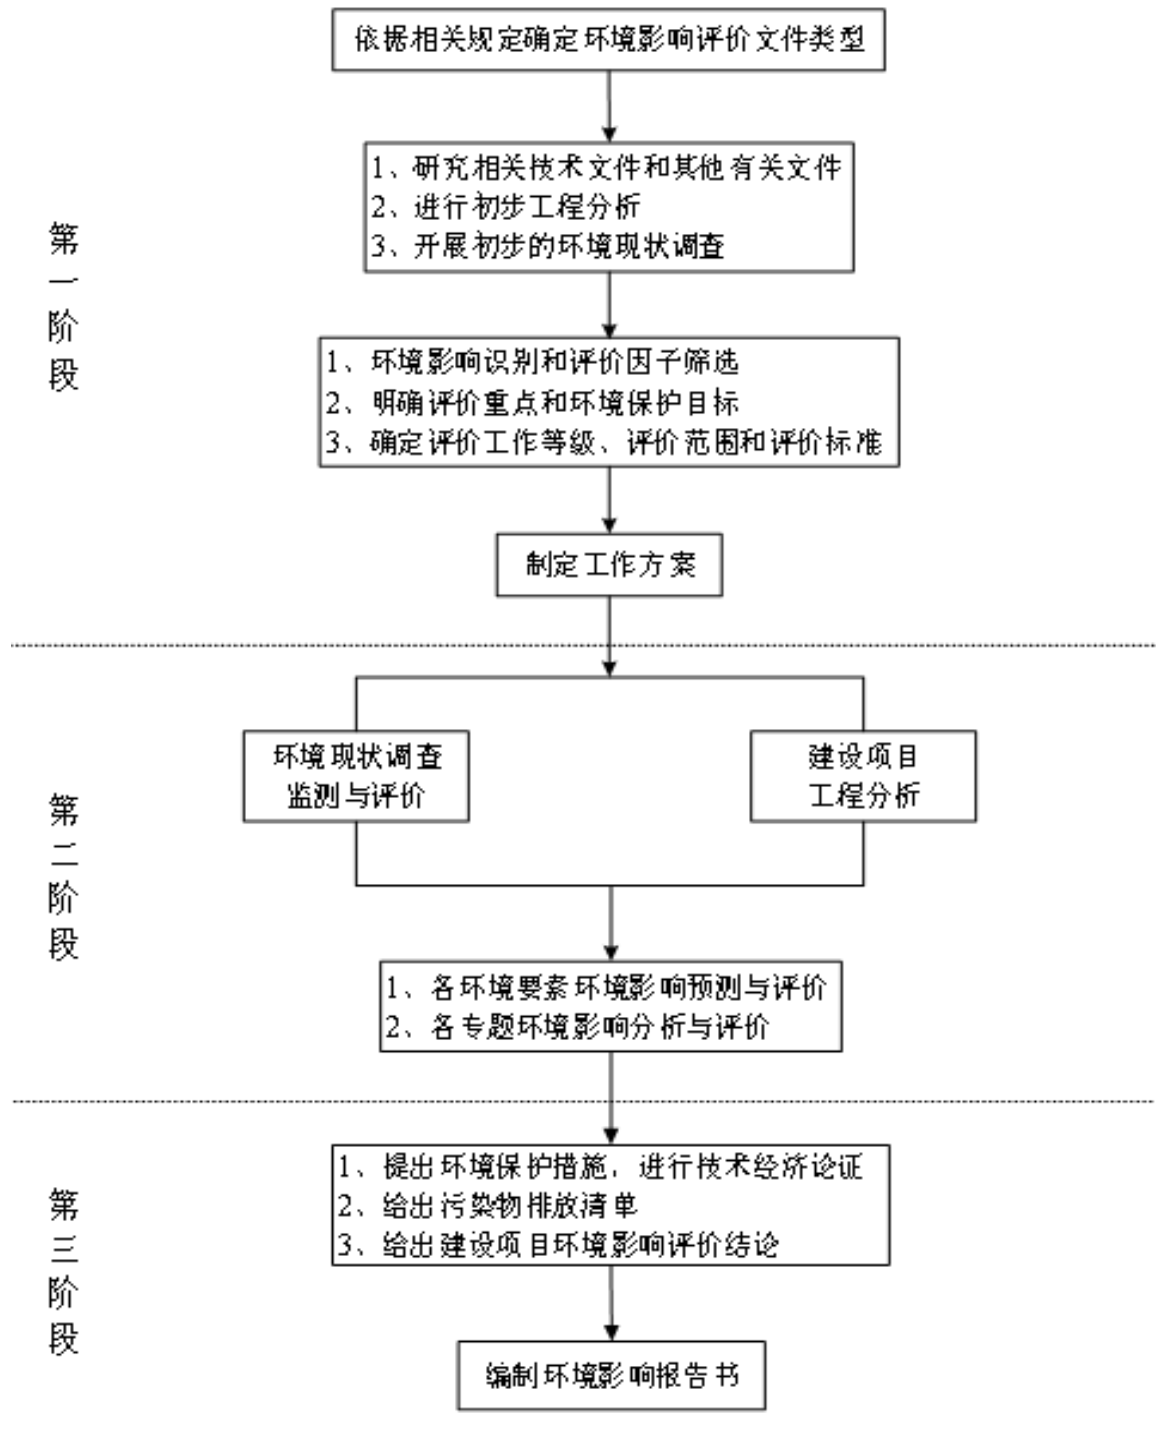 依据相关规定确定环境影响评价文件类型
1、研究相关技术文件和其他有关文件
2、进行初步工程分析
3、开展初步的环境现状调查
第一阶段
1、环境影响识别和评价因子筛选
2、明确评价重点和环境保护目标
3、确定评价工作等级、评价范围和评价标准
制定工作方案
环境现状调查
监测与评价
建设项目
工程分析
第二阶段
1、各环境要素环境影响预测与评价
2、各专题环境影响分析与评价
1、提出环境保护措施，进行技术经济论证
2、给出污染物排放清单
3、给出建设项目环境影响评价结论
第三阶段
编制环境影响报告书